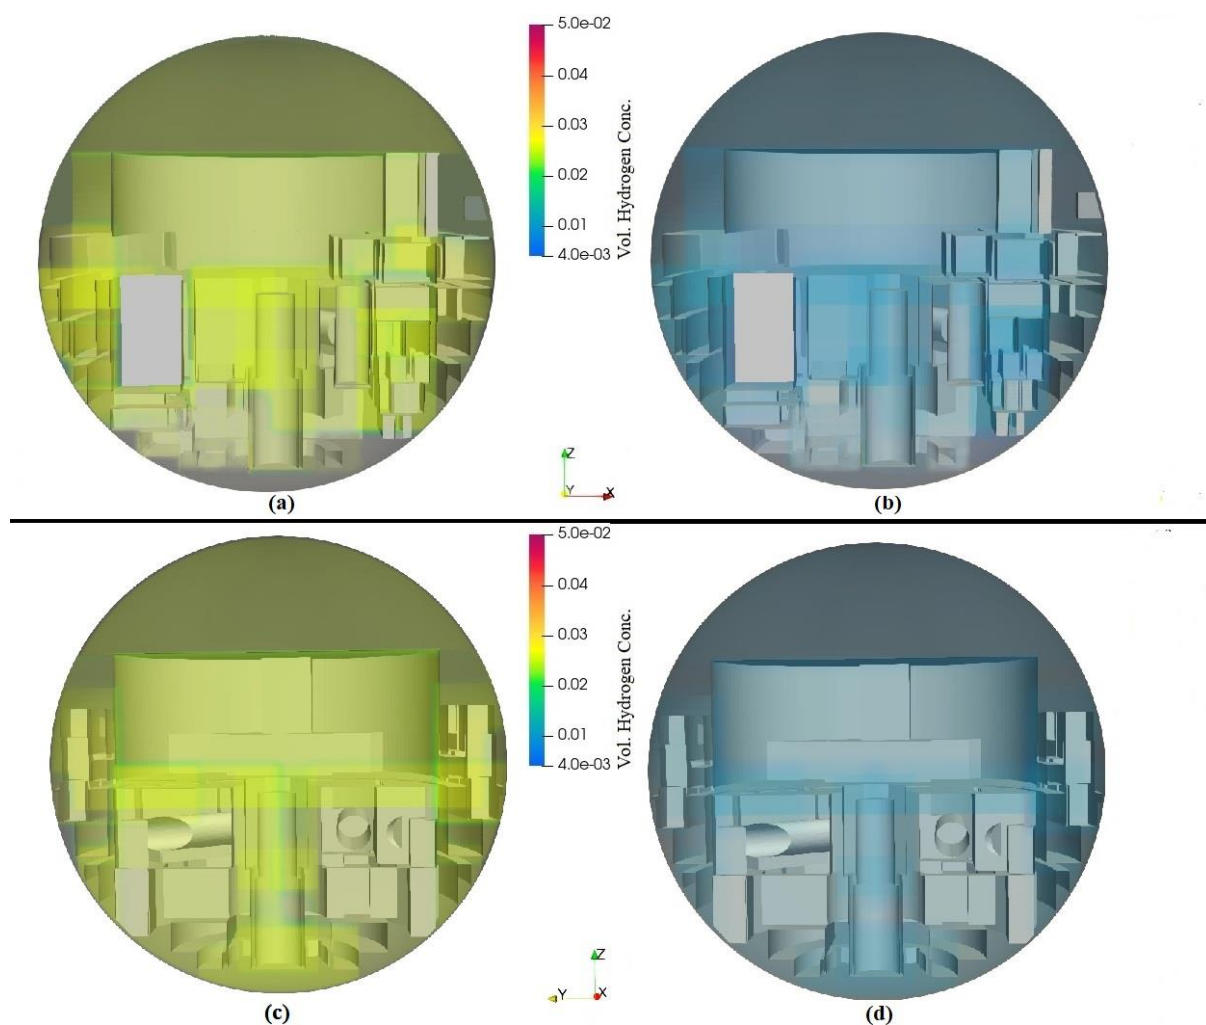 5.0e-02
0.04
0.03
0.02
0.01
4.0e-03
Vol. Hydrogen Conc.
Z
Y
X
(a)
(b)
5.0e-02
0.04
0.03
0.02
0.01
4.0e-03
Vol. Hydrogen Conc.
Z
Y
X
(c)
(d)